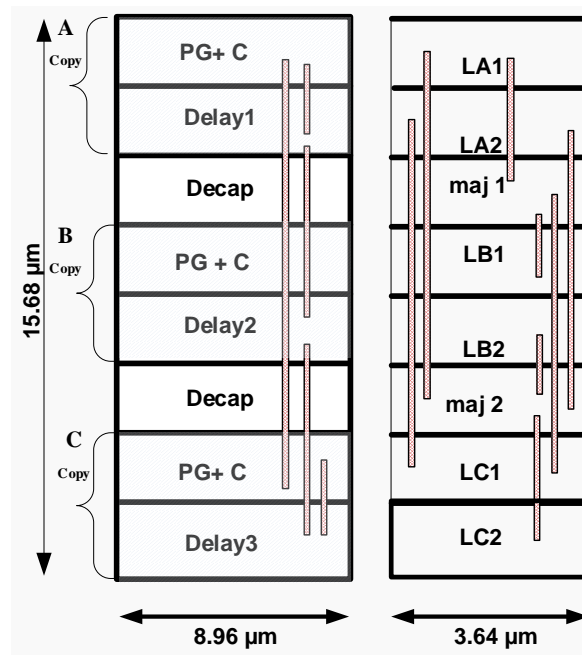 A
Copy
PG+ C
Delay1
Decap
B
Copy
PG + C
Delay2
Decap
C
Copy
PG+ C
Delay3
15.68 µm
8.96 µm
LA1
LA2
maj 1
LB1
LB2
maj 2
LC1
LC2
3.64 µm